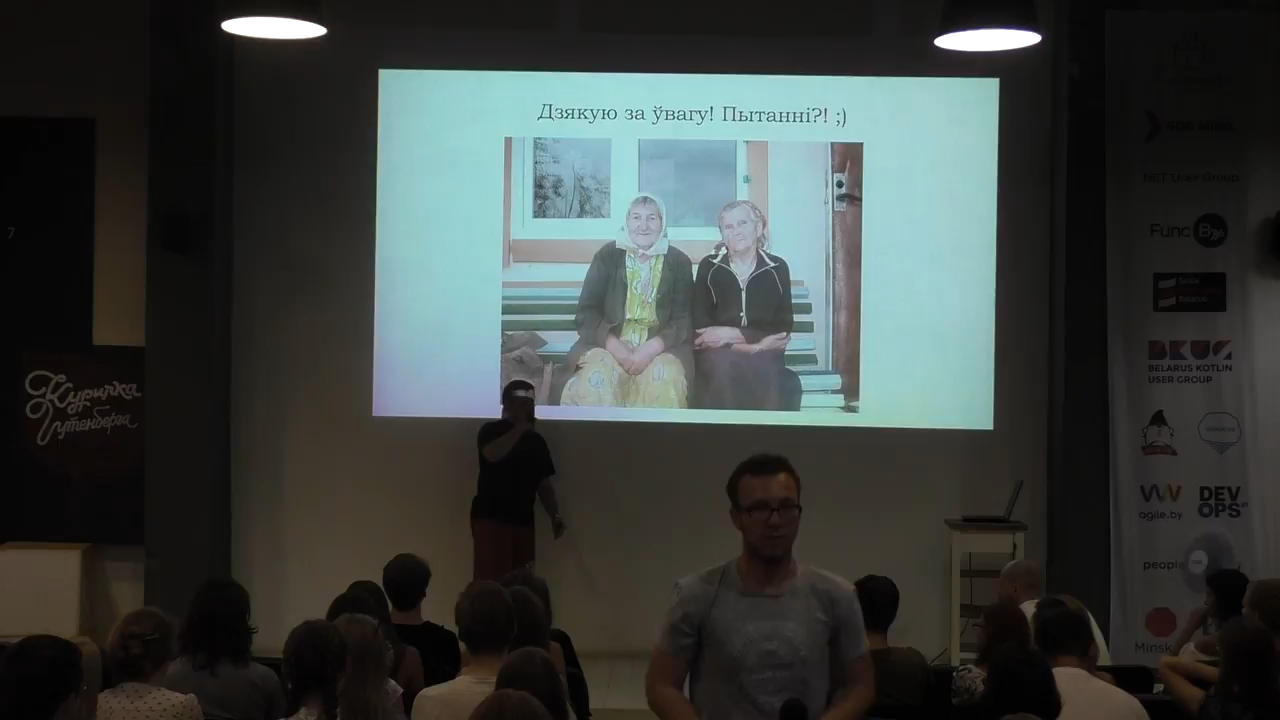 Дзякую за ўвагу! Пытанні?! ;)
7
Курилка
Гутенберга
.NET User Group
Func
BKUG
BELARUS KOTLIN
USER GROUP
agile.by
DEV
OPS
people
Minsk